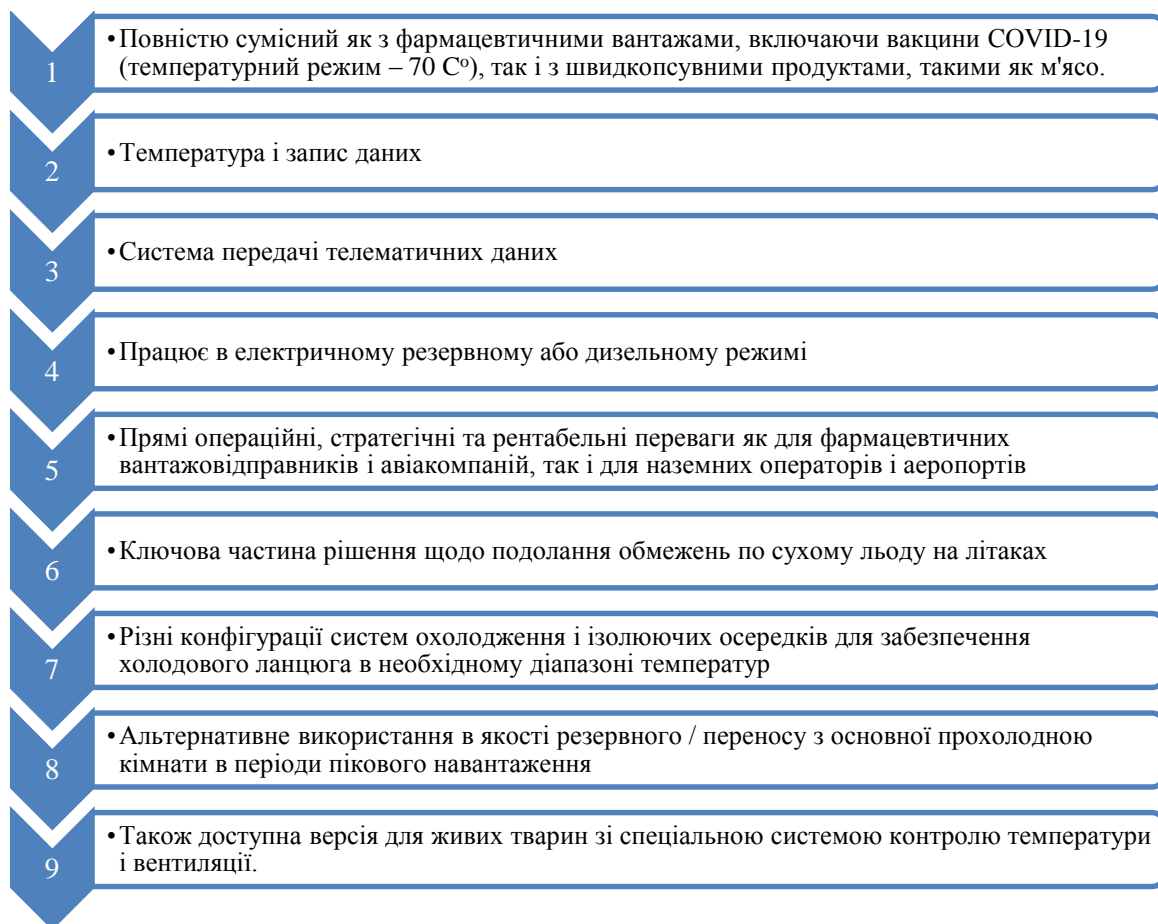 1
•Повністю сумісний як з фармацевтичними вантажами, включаючи вакцини COVID-19
(температурний режим – 70 Сº), так і з швидкопсувними продуктами, такими як м'ясо.
2
•Температура і запис даних
3
•Система передачі телематичних даних
4
•Працює в електричному резервному або дизельному режимі
5
•Прямі операційні, стратегічні та рентабельні переваги як для фармацевтичних
вантажовідправників і авіакомпаній, так і для наземних операторів і аеропортів
6
•Ключова частина рішення щодо подолання обмежень по сухому льоду на літаках
7
•Різні конфігурації систем охолодження і ізолюючих осередків для забезпечення
холодового ланцюга в необхідному діапазоні температур
8
•Альтернативне використання в якості резервного / переносу з основної прохолодною
кімнати в періоди пікового навантаження
9
•Також доступна версія для живих тварин зі спеціальною системою контролю температури
і вентиляції.